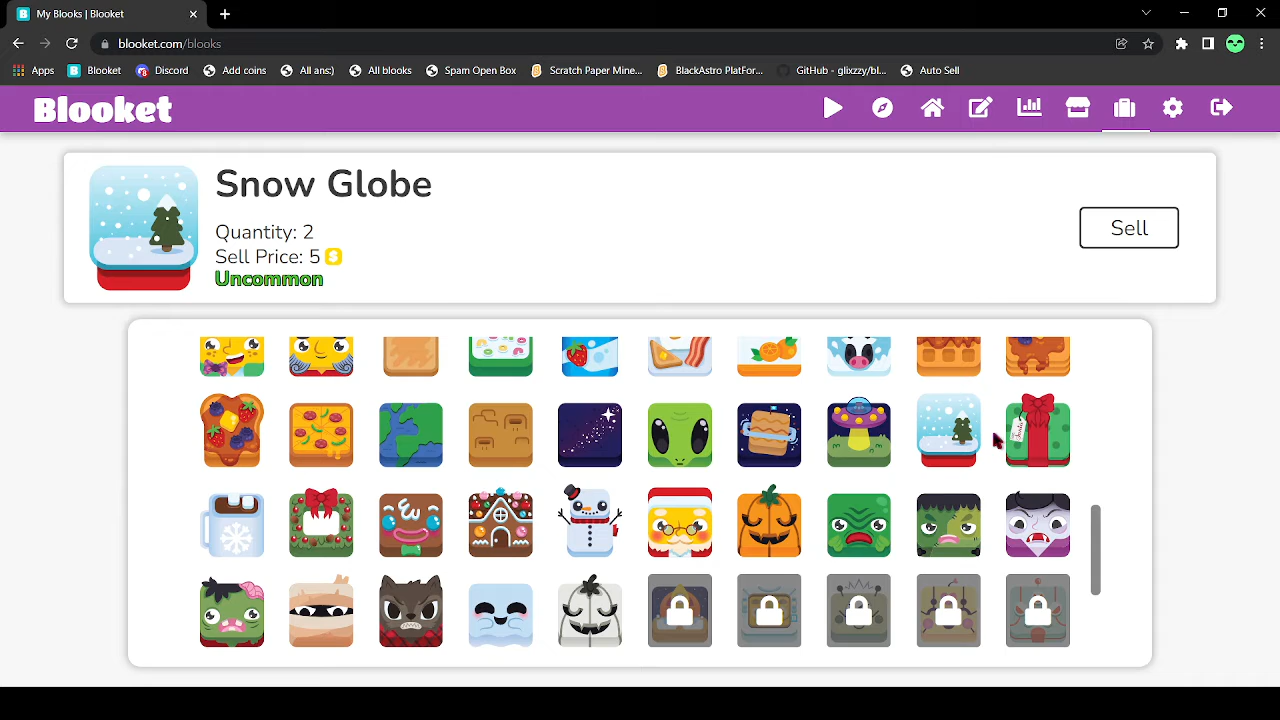 My Blooks | Blooket
blooket.com/blooks
Apps Blooket Discord Add coins All ans:) All blooks Spam Open Box Scratch Paper Mine... BlackAstro PlatFor... GitHub - glixzzy/bl... Auto Sell
Blooket
Snow Globe
Quantity: 2
Sell Price: 5
Uncommon
Sell